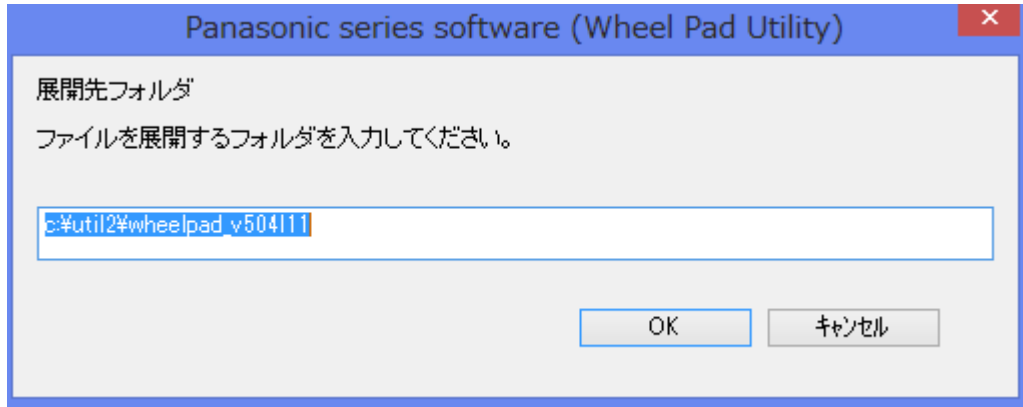 Panasonic series software (Wheel Pad Utility)
展開先フォルダ
ファイルを展開するフォルダを入力してください。
c:¥util2¥wheelpad_v504l11
OK
キャンセル